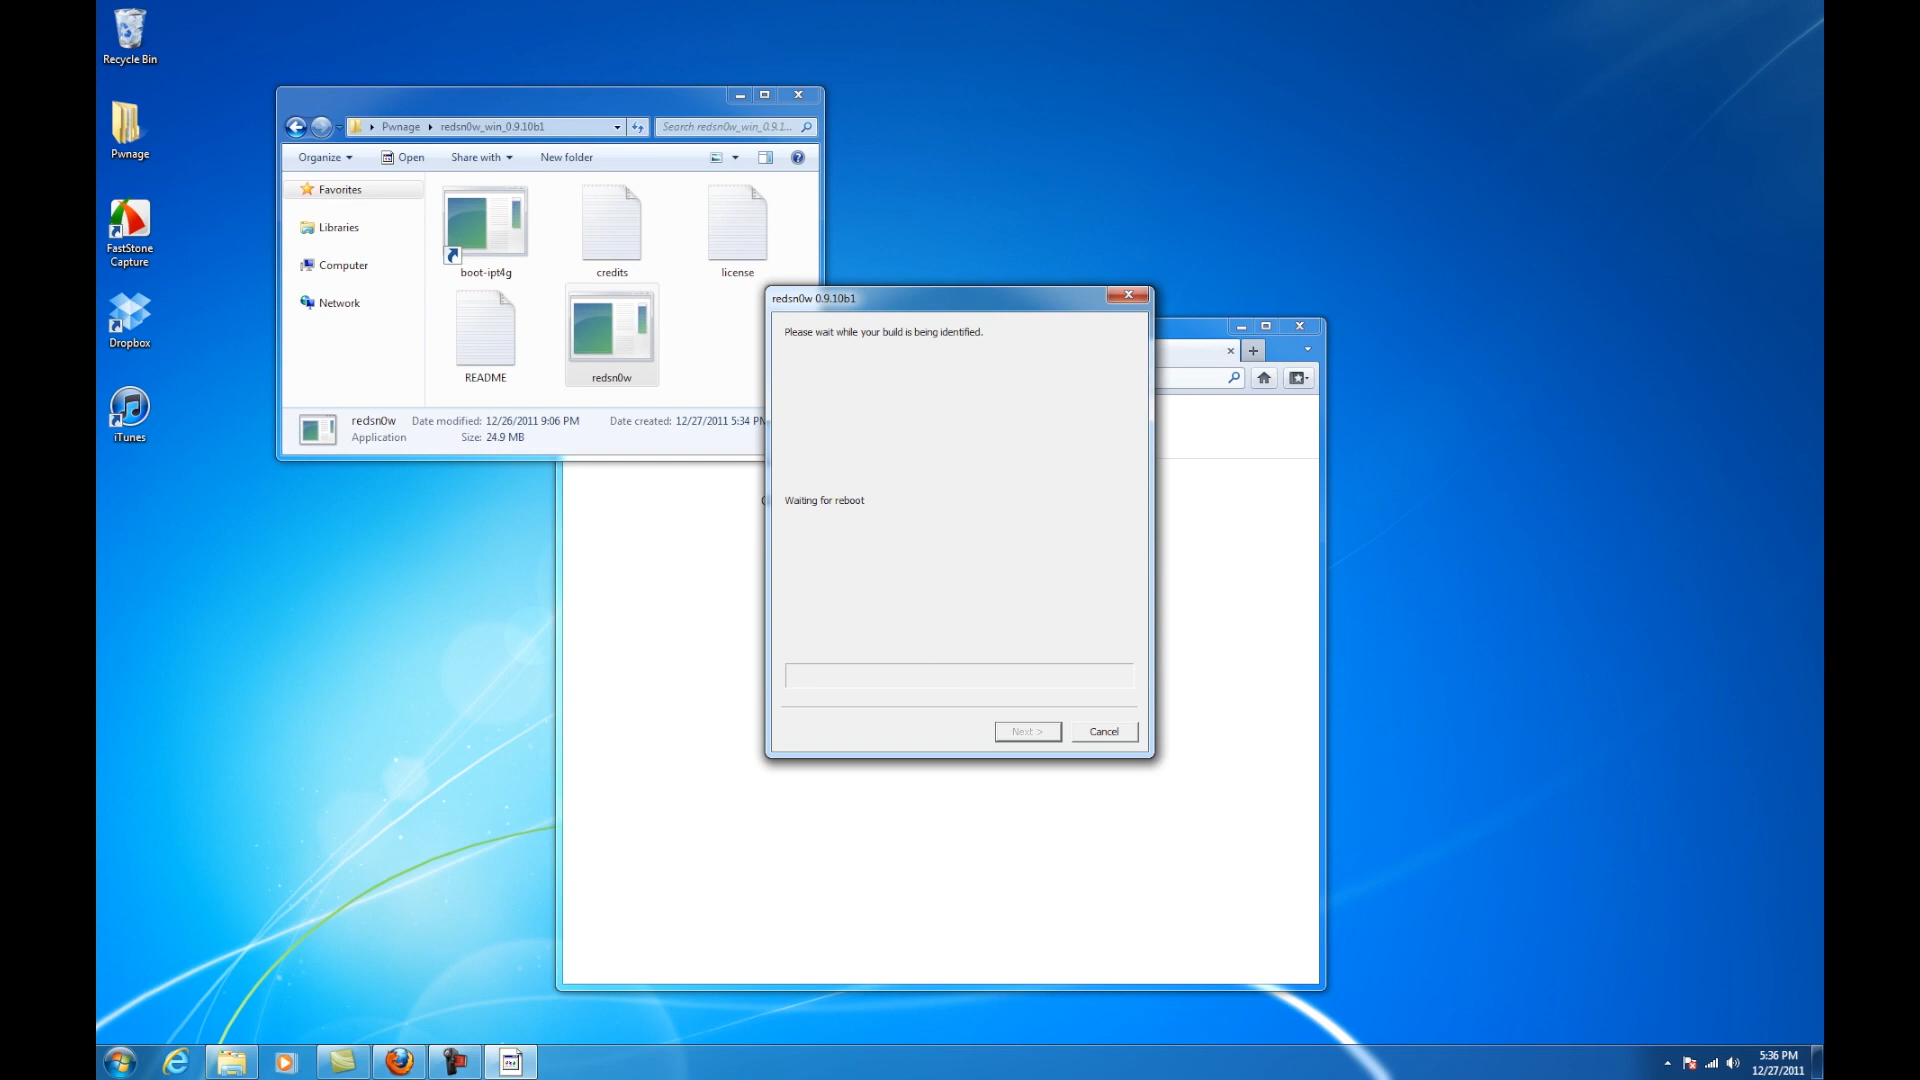 Recycle Bin
Pwnage
FastStone
Capture
Dropbox
iTunes
Pwnage redsn0w_win_0.9.10b1
Search redsn0w_win_0.9.1...
Organize Open Share with New folder
Favorites
Libraries
Computer
Network
boot-ipt4g
credits
license
README
redsn0w
redsn0w Date modified: 12/26/2011 9:06 PM Date created: 12/27/2011 5:34 PM
Application Size: 24.9 MB
redsn0w 0.9.10b1
Please wait while your build is being identified.
Waiting for reboot
Next >
Cancel
5:36 PM
12/27/2011